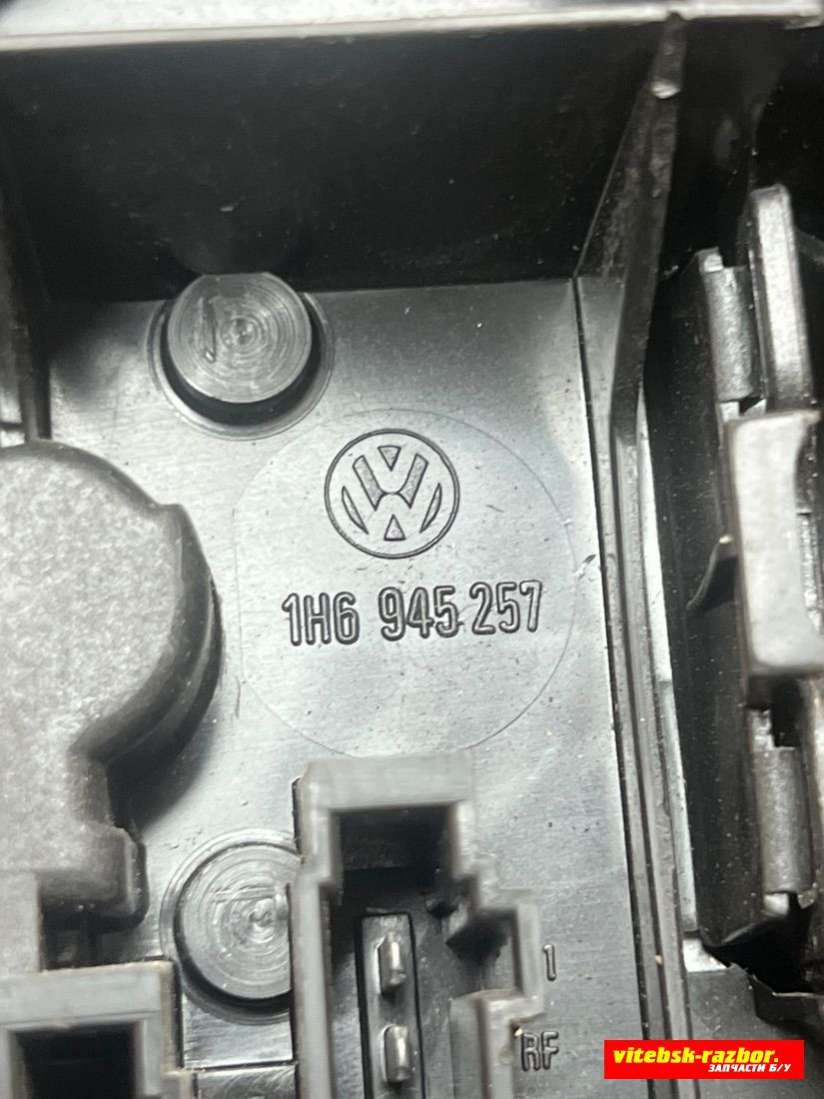 1H6 945 257
1
RF
vitebsk-razbor.
ЗАПЧАСТИ Б/У